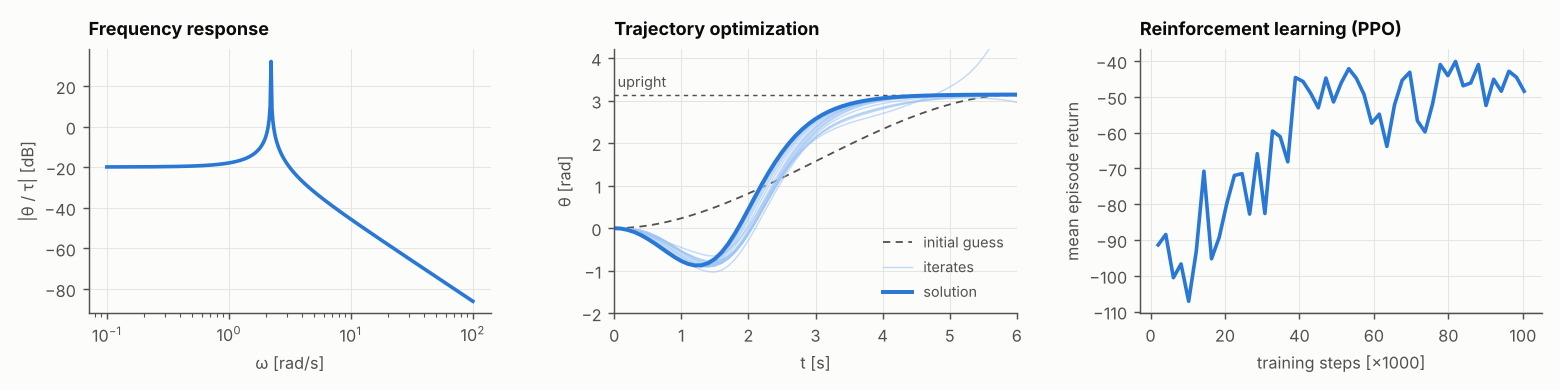 Frequency response
|θ / τ| [dB]
20
0
−20
−40
−60
−80
10⁻¹
10⁰
10¹
10²
ω [rad/s]
Trajectory optimization
θ [rad]
4
3
2
1
0
−1
−2
upright
initial guess
iterates
solution
0
1
2
3
4
5
6
t [s]
Reinforcement learning (PPO)
mean episode return
−40
−50
−60
−70
−80
−90
−100
−110
0
20
40
60
80
100
training steps [×1000]